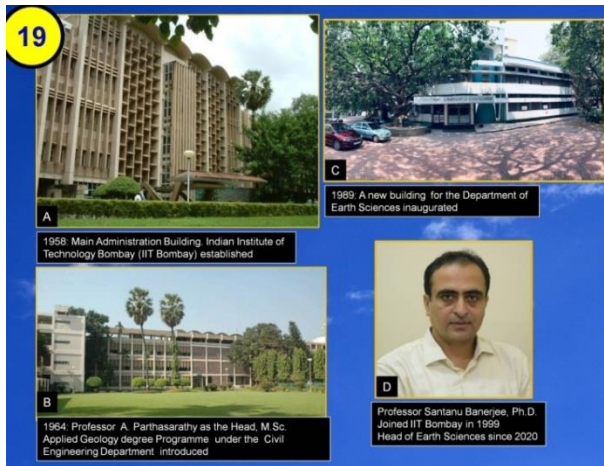 19
A
1958: Main Administration Building. Indian Institute of
Technology Bombay (IIT Bombay) established
C
1989: A new building for the Department of
Earth Sciences inaugurated
B
1964: Professor A. Parthasarathy as the Head, M.Sc.
Applied Geology degree Programme under the Civil
Engineering Department introduced
D
Professor Santanu Banerjee, Ph.D.
Joined IIT Bombay in 1999
Head of Earth Sciences since 2020